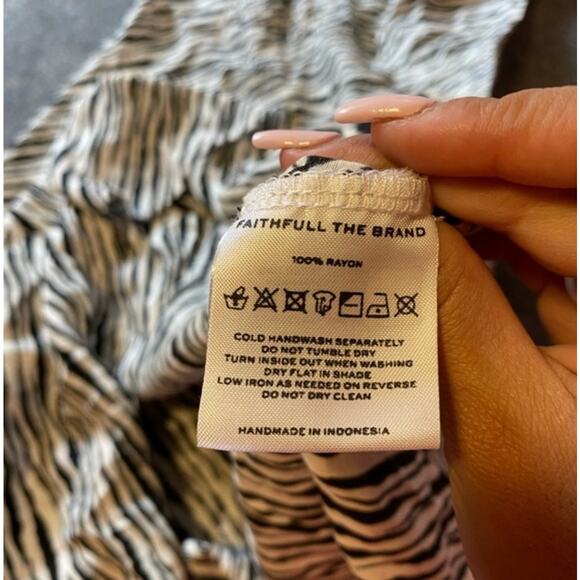 FAITHFULL THE BRAND
100% RAYON
COLD HANDWASH SEPARATELY
DO NOT TUMBLE DRY
TURN INSIDE OUT WHEN WASHING
DRY FLAT IN SHADE
LOW IRON AS NEEDED ON REVERSE
DO NOT DRY CLEAN
HANDMADE IN INDONESIA